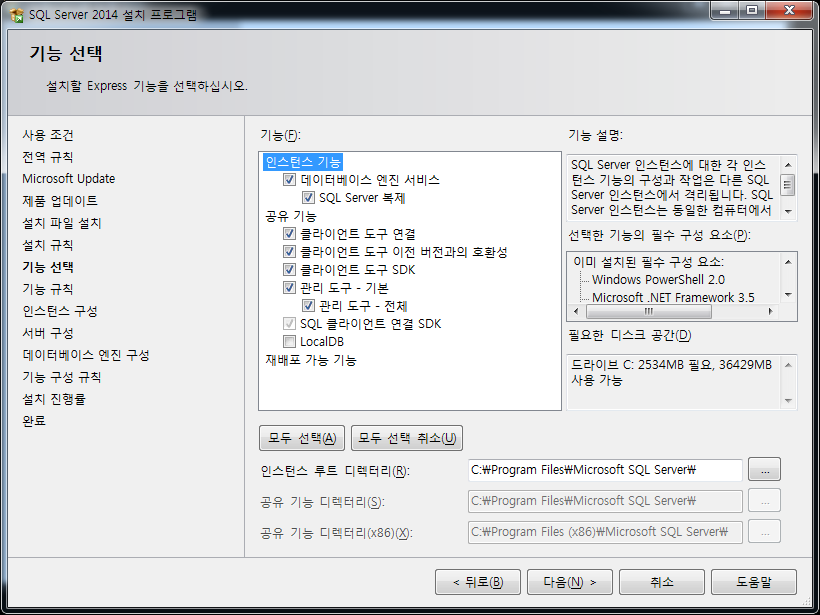 SQL Server 2014 설치 프로그램
기능 선택
설치할 Express 기능을 선택하십시오.
사용 조건
전역 규칙
Microsoft Update
제품 업데이트
설치 파일 설치
설치 규칙
기능 선택
기능 규칙
인스턴스 구성
서버 구성
데이터베이스 엔진 구성
기능 구성 규칙
설치 진행률
완료
기능(F):
인스턴스 기능
데이터베이스 엔진 서비스
SQL Server 복제
공유 기능
클라이언트 도구 연결
클라이언트 도구 이전 버전과의 호환성
클라이언트 도구 SDK
관리 도구 - 기본
관리 도구 - 전체
SQL 클라이언트 연결 SDK
LocalDB
재배포 가능 기능
기능 설명:
SQL Server 인스턴스에 대한 각 인스
턴스 기능의 구성과 작업은 다른 SQL
Server 인스턴스에서 격리됩니다. SQL
Server 인스턴스는 동일한 컴퓨터에서
선택한 기능의 필수 구성 요소(P):
이미 설치된 필수 구성 요소:
Windows PowerShell 2.0
Microsoft .NET Framework 3.5
필요한 디스크 공간(D)
드라이브 C: 2534MB 필요, 36429MB
사용 가능
모두 선택(A)
모두 선택 취소(U)
인스턴스 루트 디렉터리(R):
C:₩Program Files₩Microsoft SQL Server₩
...
공유 기능 디렉터리(S):
C:₩Program Files₩Microsoft SQL Server₩
...
공유 기능 디렉터리(x86)(X):
C:₩Program Files (x86)₩Microsoft SQL Server₩
...
< 뒤로(B)
다음(N) >
취소
도움말